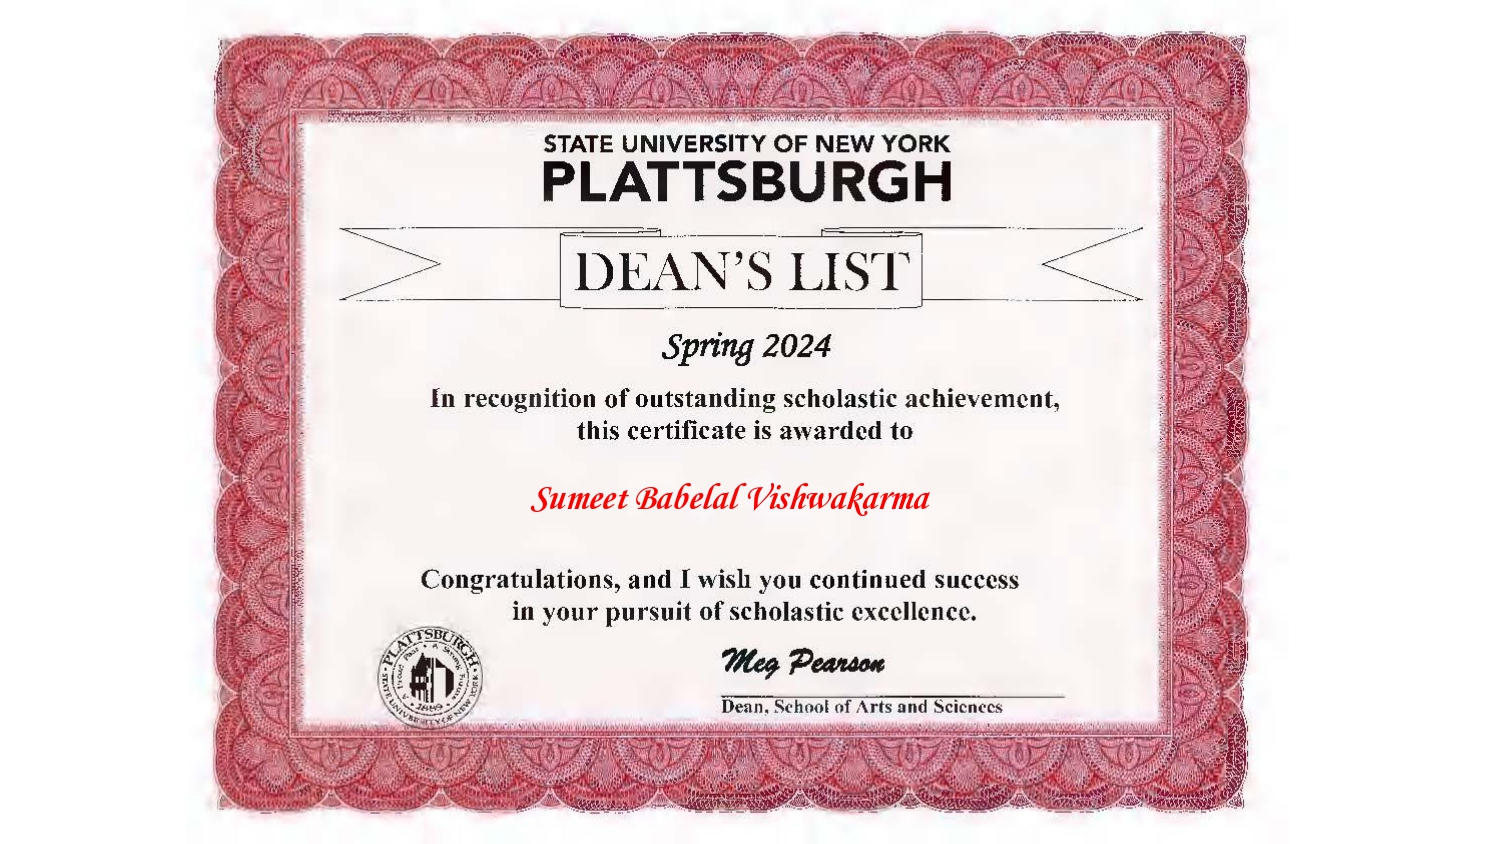 STATE UNIVERSITY OF NEW YORK
PLATTSBURGH
DEAN'S LIST
Spring 2024
In recognition of outstanding scholastic achievement,
this certificate is awarded to
Sumeet Babelal Vishwakarma
Congratulations, and I wish you continued success
in your pursuit of scholastic excellence.
PLATTSBURGH
STATE UNIVERSITY OF NEW YORK
1889
Meg Pearson
Dean, School of Arts and Sciences